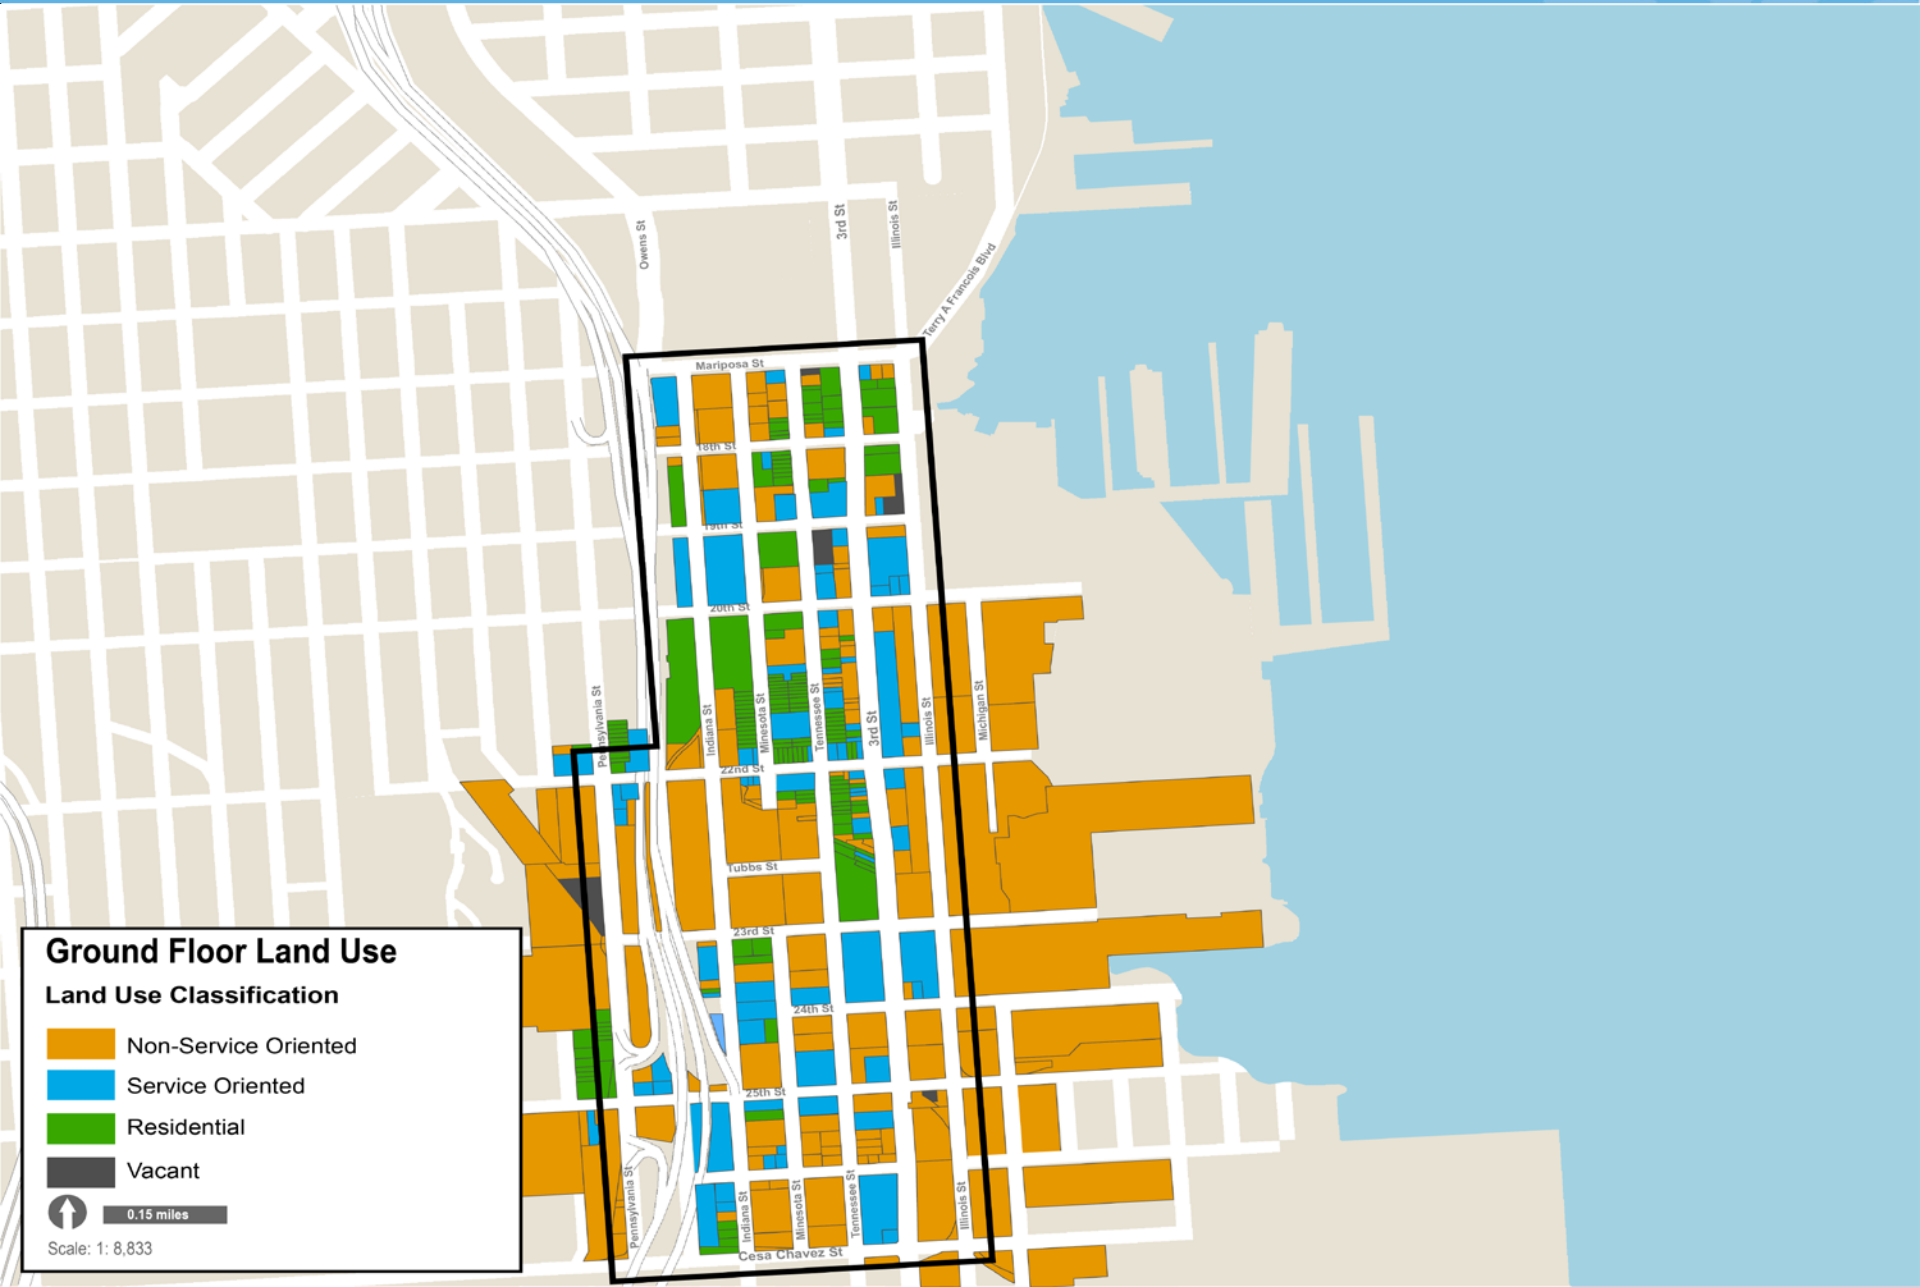 Owens St
3rd St
Illinois St
Terry A Francois Blvd
Mariposa St
18th St
19th St
20th St
Pennsylvania St
Indiana St
Minesota St
Tennessee St
3rd St
Illinois St
Michigan St
22nd St
Tubbs St
23rd St
24th St
25th St
Pennsylvania St
Indiana St
Minesota St
Tennessee St
Illinois St
Cesa Chavez St
Ground Floor Land Use
Land Use Classification
Non-Service Oriented
Service Oriented
Residential
Vacant
0.15 miles
Scale: 1: 8,833